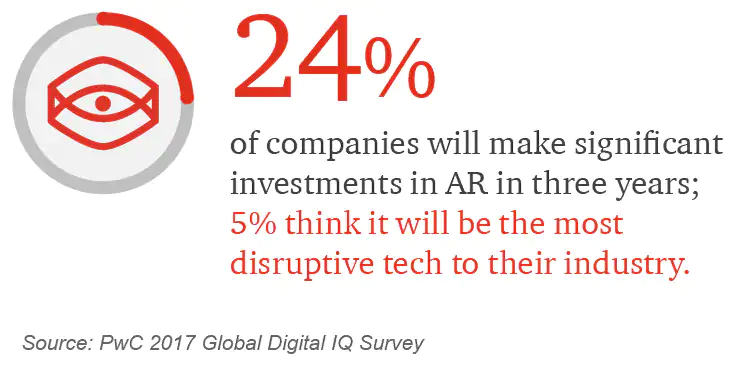 24%
of companies will make significant
investments in AR in three years;
5% think it will be the most
disruptive tech to their industry.
Source: PwC 2017 Global Digital IQ Survey